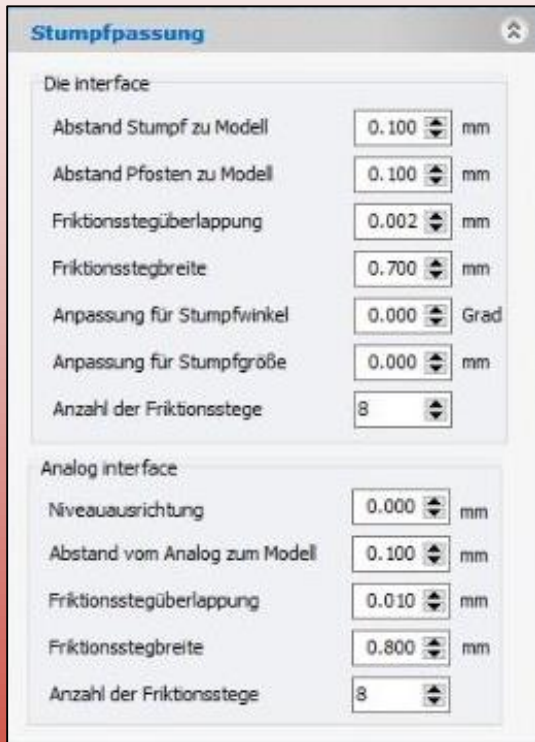 Stumpfpassung
Die interface
Abstand Stumpf zu Modell 0.100 mm
Abstand Pfosten zu Modell 0.100 mm
Friktionsstegüberlappung 0.002 mm
Friktionsstegbreite 0.700 mm
Anpassung für Stumpfwinkel 0.000 Grad
Anpassung für Stumpfgröße 0.000 mm
Anzahl der Friktionsstege 8
Analog interface
Niveauausrichtung 0.000 mm
Abstand vom Analog zum Modell 0.100 mm
Friktionsstegüberlappung 0.010 mm
Friktionsstegbreite 0.800 mm
Anzahl der Friktionsstege 8